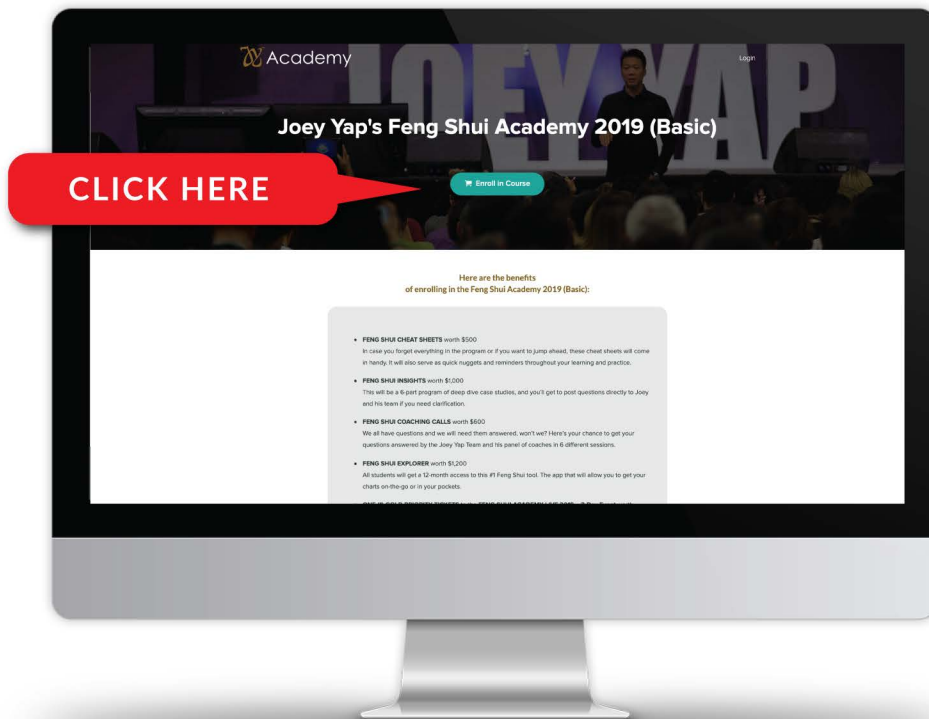 Academy
Login
JOEY YAP
Joey Yap's Feng Shui Academy 2019 (Basic)
CLICK HERE
Enroll in Course
Here are the benefits
of enrolling in the Feng Shui Academy 2019 (Basic):
• FENG SHUI CHEAT SHEETS worth $500
In case you forget everything in the program or if you want to jump ahead, these cheat sheets will come
in handy. It will also serve as quick nuggets and reminders throughout your learning and practice.
• FENG SHUI INSIGHTS worth $1,000
This will be a 6-part program of deep dive case studies, and you'll get to post questions directly to Joey
and his team if you need clarification.
• FENG SHUI COACHING CALLS worth $600
We all have questions and we will need them answered, won't we? Here's your chance to get your
questions answered by the Joey Yap Team and his panel of coaches in 6 different sessions.
• FENG SHUI EXPLORER worth $1,200
All students will get a 12-month access to this #1 Feng Shui tool. The app that will allow you to get your
charts on-the-go or in your pockets.